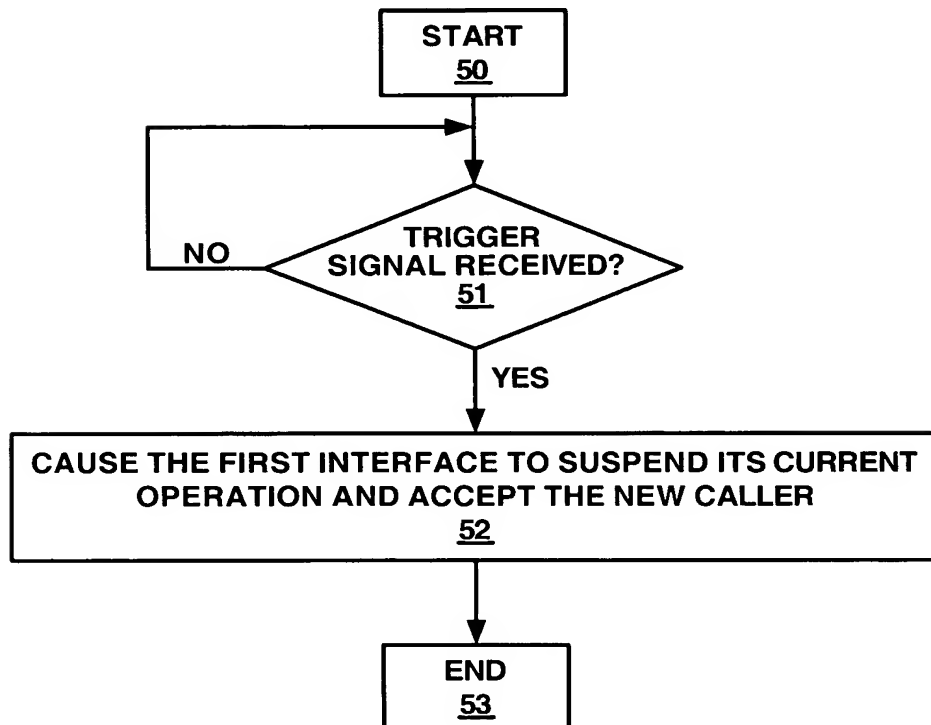 START
50
TRIGGER
SIGNAL RECEIVED?
51
NO
YES
CAUSE THE FIRST INTERFACE TO SUSPEND ITS CURRENT
OPERATION AND ACCEPT THE NEW CALLER
52
END
53